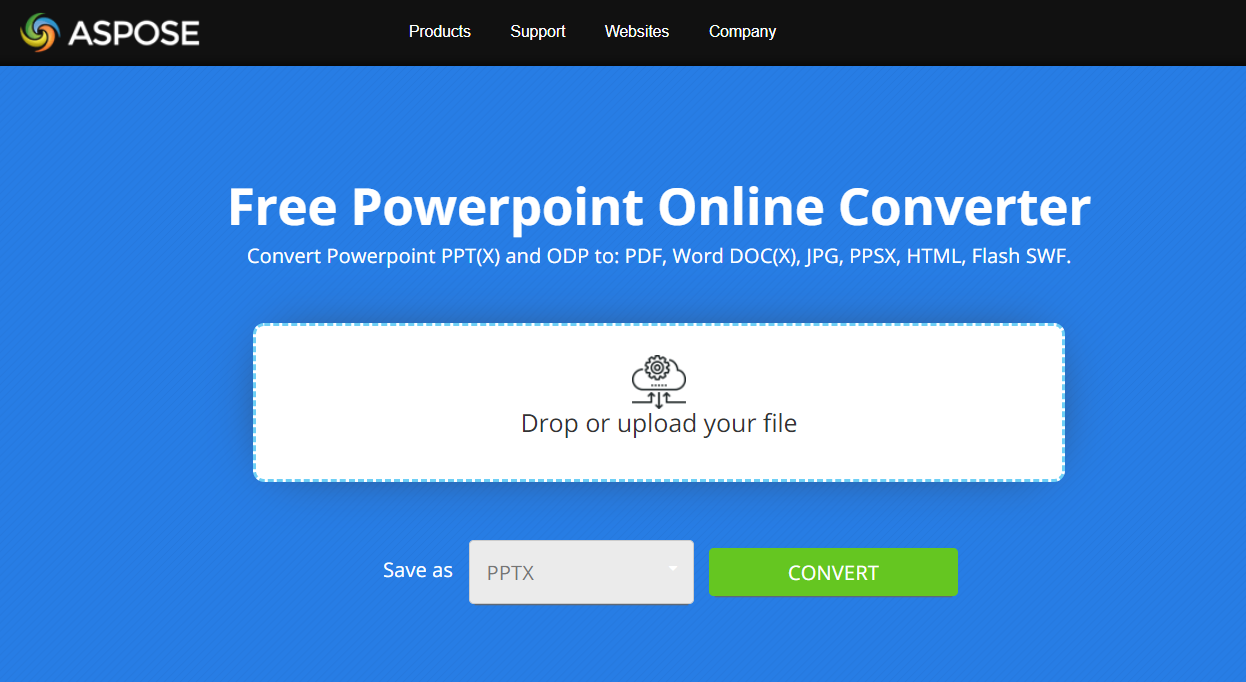 ASPOSE Products Support Websites Company
Free Powerpoint Online Converter
Convert Powerpoint PPT(X) and ODP to: PDF, Word DOC(X), JPG, PPSX, HTML, Flash SWF.
Drop or upload your file
Save as PPTX CONVERT